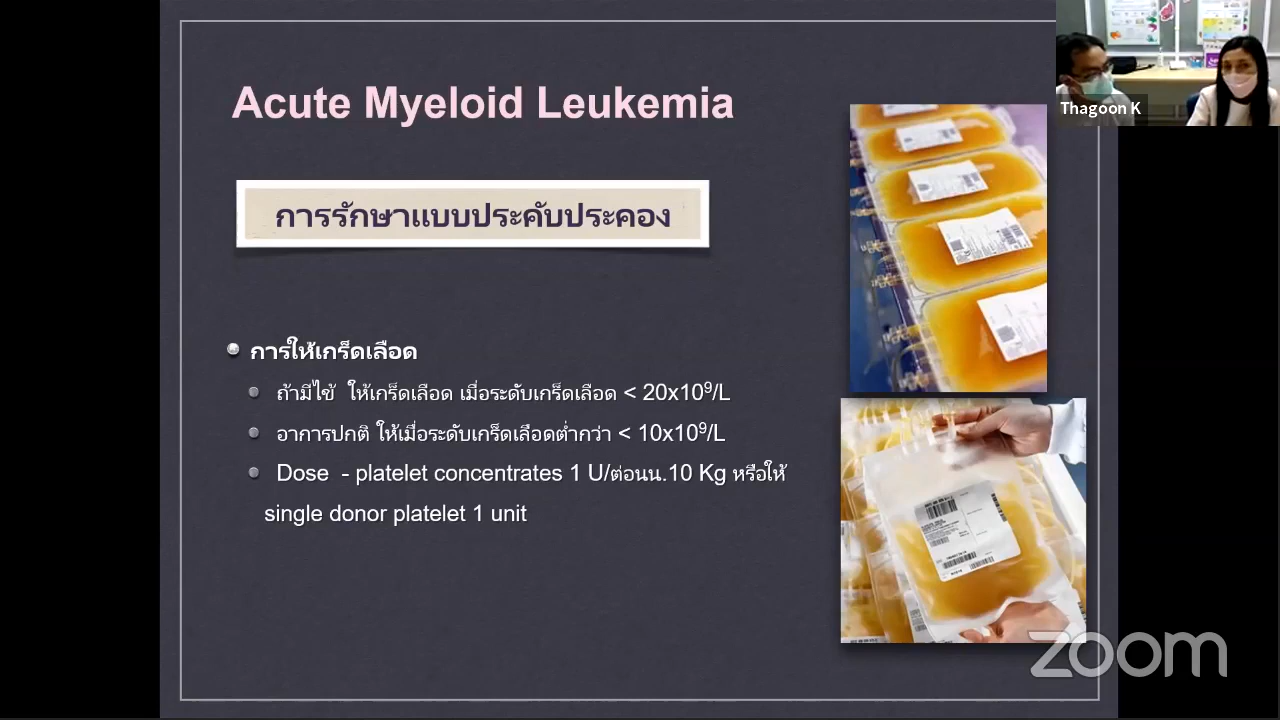 Acute Myeloid Leukemia
Thagoon K
การรักษาแบบประคับประคอง
การให้เกร็ดเลือด
ถ้ามีไข้ ให้เกร็ดเลือด เมื่อระดับเกร็ดเลือด < 20x10⁹/L
อาการปกติ ให้เมื่อระดับเกร็ดเลือดต่ำกว่า < 10x10⁹/L
Dose - platelet concentrates 1 U/ต่อนน.10 Kg หรือให้
single donor platelet 1 unit
zoom